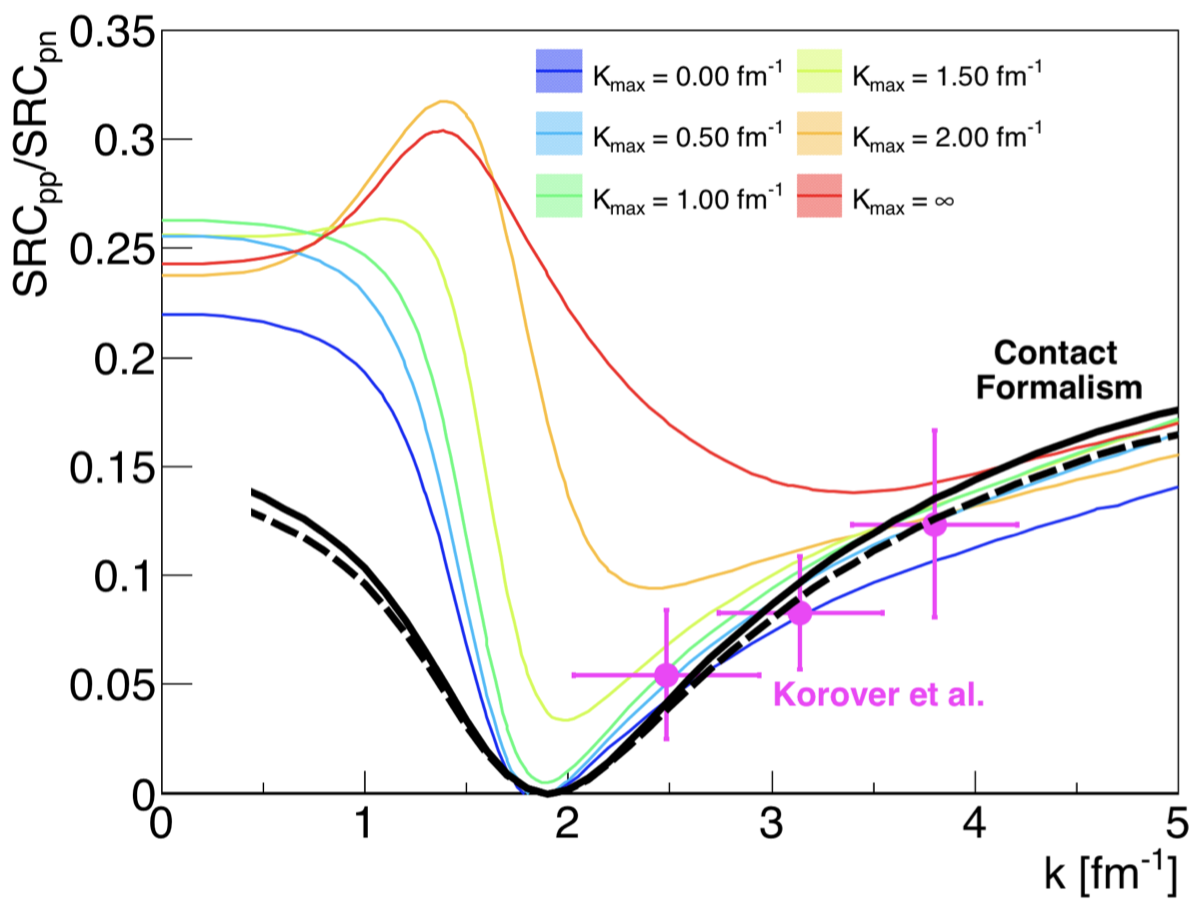 SRCpp/SRCpn
0.35
0.3
0.25
0.2
0.15
0.1
0.05
0
Kmax = 0.00 fm-1
Kmax = 0.50 fm-1
Kmax = 1.00 fm-1
Kmax = 1.50 fm-1
Kmax = 2.00 fm-1
Kmax = ∞
Contact
Formalism
Korover et al.
0 1 2 3 4 5
k [fm-1]